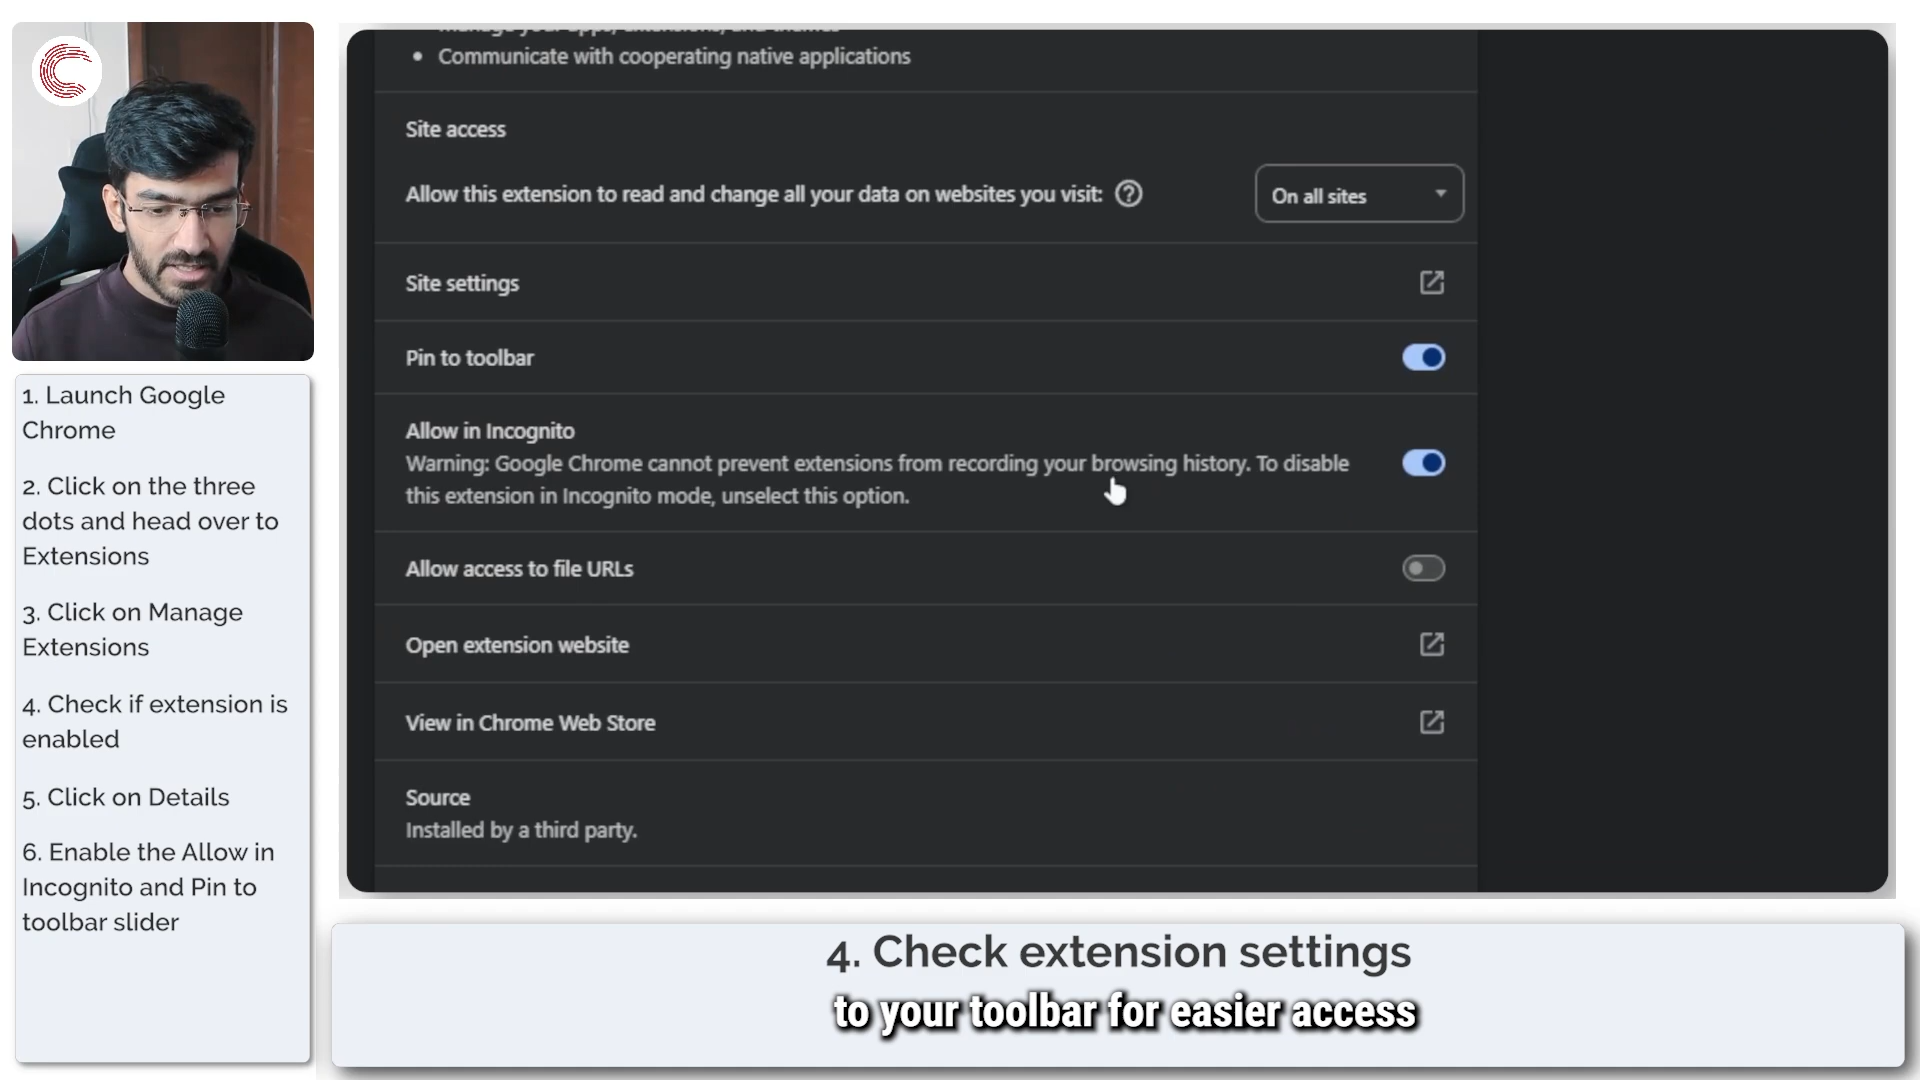 1. Launch Google
Chrome
2. Click on the three
dots and head over to
Extensions
3. Click on Manage
Extensions
4. Check if extension is
enabled
5. Click on Details
6. Enable the Allow in
Incognito and Pin to
toolbar slider
Manage your apps, extensions, and themes
• Communicate with cooperating native applications
Site access
Allow this extension to read and change all your data on websites you visit: ?
On all sites
Site settings
Pin to toolbar
Allow in Incognito
Warning: Google Chrome cannot prevent extensions from recording your browsing history. To disable
this extension in Incognito mode, unselect this option.
Allow access to file URLs
Open extension website
View in Chrome Web Store
Source
Installed by a third party.
4. Check extension settings
to your toolbar for easier access